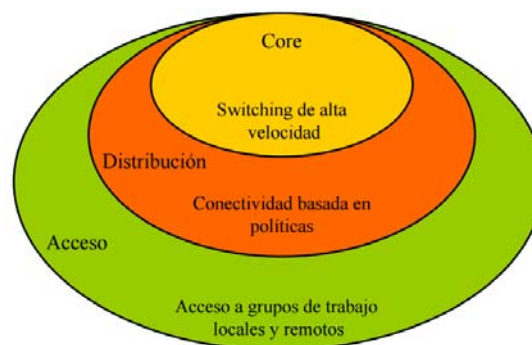 Core
Switching de alta
velocidad
Distribución
Conectividad basada en
políticas
Acceso
Acceso a grupos de trabajo
locales y remotos